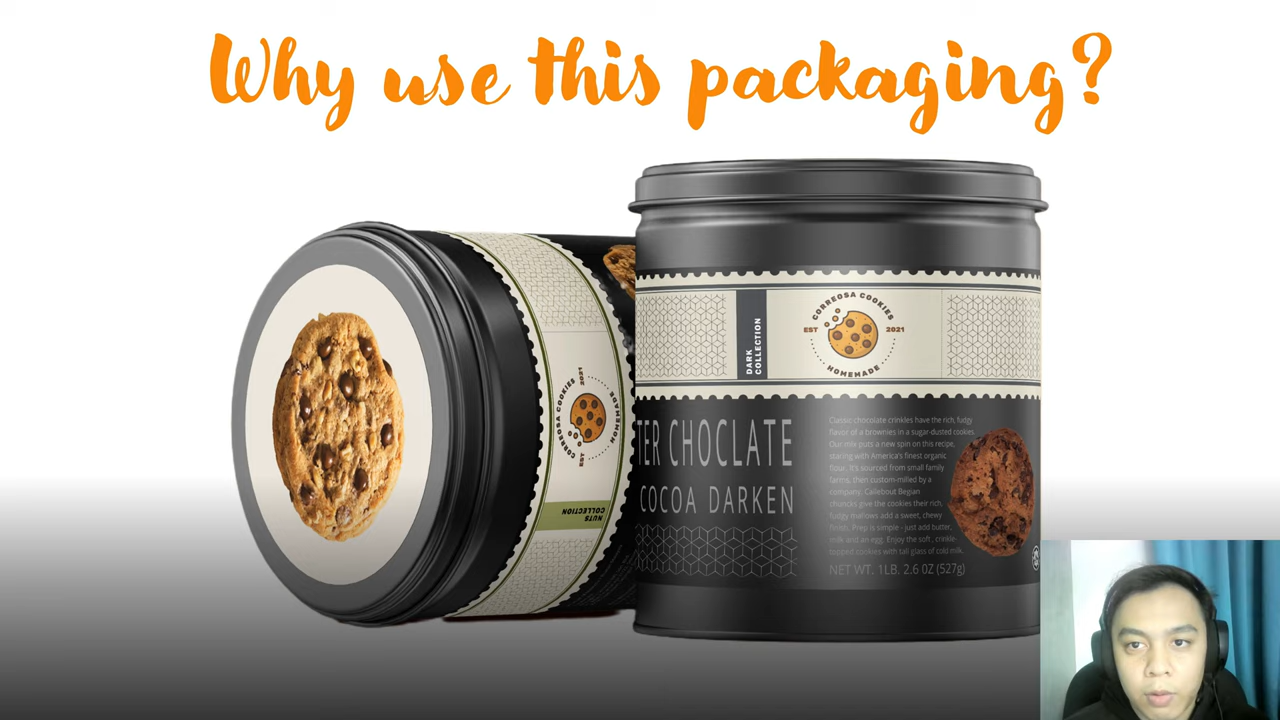 Why use this packaging?
CORREOSA COOKIES
EST 2021
HOMEMADE
DARK
COLLECTION
CORREOSA COOKIES
EST 2021
HOMEMADE
NUTS
COLLECTION
TER CHOCLATE
COCOA DARKEN
Classic chocolate crinkles have the rich, fudgy
flavor of a brownies in a sugar-dusted cookies.
Our mix puts a new spin on this recipe,
staring with America's finest organic
flour. It's sourced from small family
farms, then custom-milled by a
company. Callebout Begian
chocks give the cookies their rich,
fudgy add a sweet, chewy
finish. Prep is simple - just add butter,
milk and an egg. Enjoy the soft, crinkle-
topped cookies with tall glass of cold milk.
NET WT. 1LB. 2.6 OZ (527g)